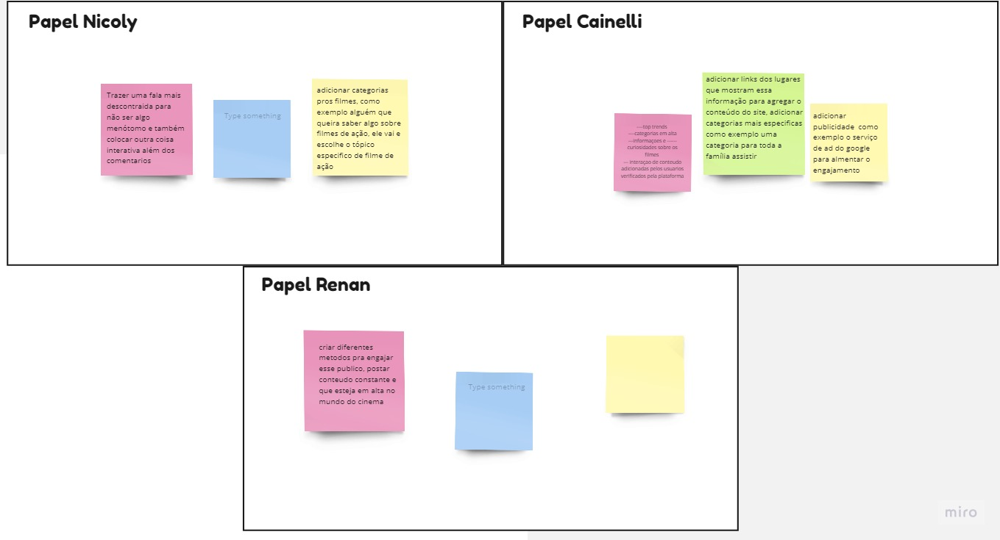 Papel Nicoly
Trazer uma fala mais
descontraida para
não ser algo
menótomo e também
colocar outra coisa
interativa além dos
comentarios
Type something
adicionar categorias
pros filmes, como
exemplo alguém que
queira saber algo sobre
filmes de ação, ele vai e
escolhe o tópico
especifico de filme de
ação
Papel Cainelli
---top trends
---categorias em alta
---informaçoes e ------
curiosidades sobre os
filmes
--- interaçao de conteudo
adicionadas pelos usuarios
verificados pela plataforma
adicionar links dos lugares
que mostram essa
informação para agregar o
conteúdo do site, adicionar
categorias mais especificas
como exemplo uma
categoria para toda a
família assistir
adicionar
publicidade como
exemplo o serviço
de ad do google
para almentar o
engajamento
Papel Renan
criar diferentes
metodos pra engajar
esse publico, postar
conteudo constante e
que esteja em alta no
mundo do cinema
Type something
miro